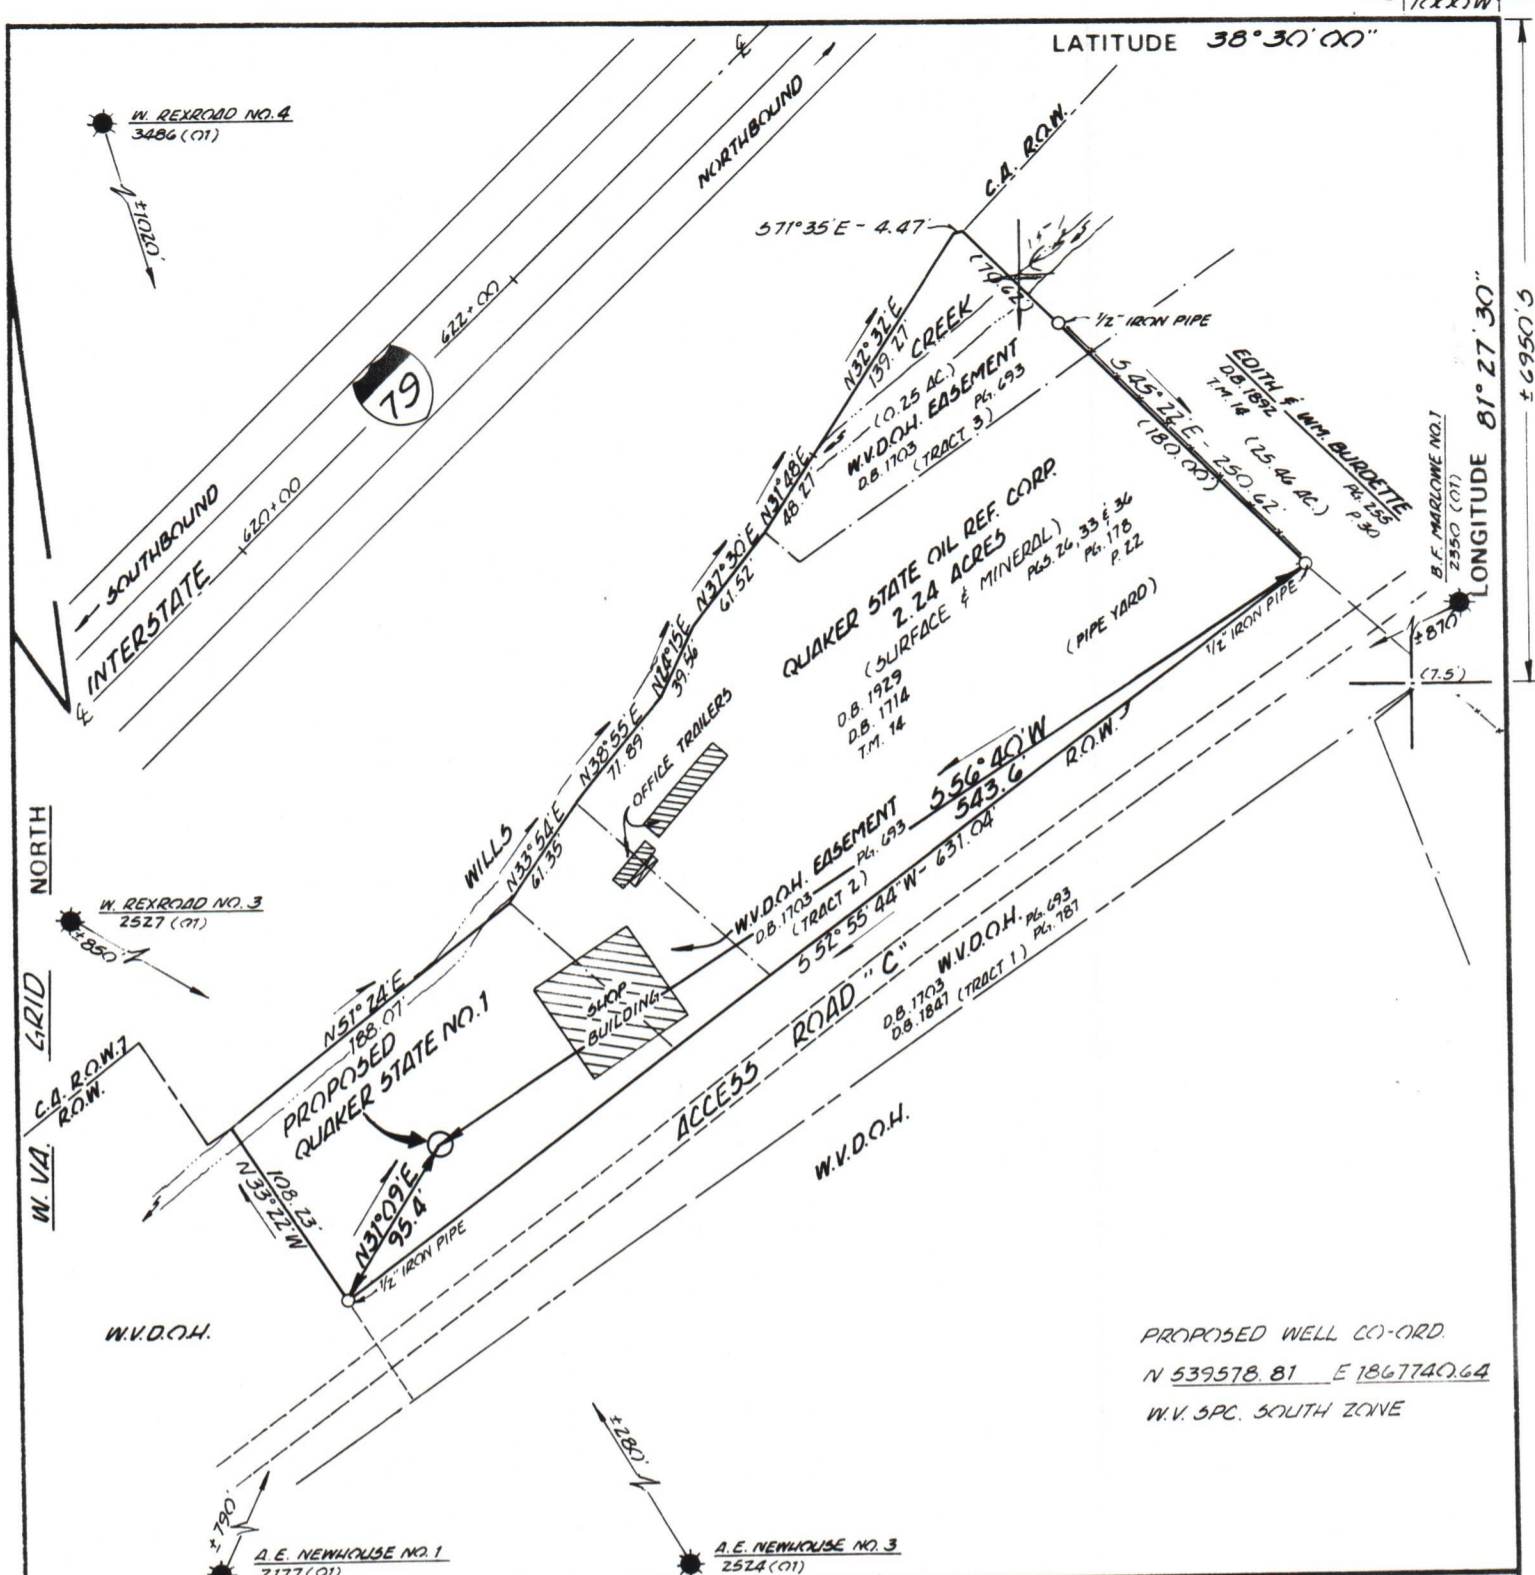 LATITUDE 38°30'00"
W. REXROAD NO. 4
3486 (01)
±1020'
NORTHBOUND
C.A. R.O.W.
S71°35'E - 4.47'
(70.62')
½" IRON PIPE
622+00
79
620+00
SOUTHBOUND
INTERSTATE
N32°32'E
139.27'
CREEK
(0.25 AC.)
W.V.D.O.H. EASEMENT
D.B. 1703 PG. 693
(TRACT 3)
S45°22'E - 250.62'
(180.00')
EDITH & WM. BURDETTE
D.B. 1892 PG. 255
T.M. 14 (25.46 AC.) P. 30
B.F. MARLOWE NO.1
2350 (01)
LONGITUDE 81° 27' 30"
±6950'S
±870'
(7.5')
N31°48'E
48.27'
N37°30'E
61.52'
N24°15'E
39.56'
N38°55'E
71.89'
N33°54'E
61.35'
WILLS
OFFICE TRAILERS
QUAKER STATE OIL REF. CORP.
2.24 ACRES
(SURFACE & MINERAL)
D.B. 1929 PGS. 26, 33 & 36
D.B. 1714 PG. 178
T.M. 14 P. 22
(PIPE YARD)
½" IRON PIPE
S56°40'W
543.6'
R.O.W.
W.V.D.O.H. EASEMENT
D.B. 1703 PG. 693
(TRACT 2)
S52°55'44"W - 631.04'
W. REXROAD NO. 3
2527 (01)
±850'
N51°24'E
188.07'
PROPOSED
QUAKER STATE NO.1
SHOP
BUILDING
ACCESS ROAD "C"
W.V.D.O.H.
D.B. 1703 PG. 693
D.B. 1847 (TRACT 1) PG. 787
W.V.D.O.H.
W. VA. GRID NORTH
C.A. R.O.W.
R.O.W.
108.23'
N33°22'W
N31°09'E
95.4'
½" IRON PIPE
W.V.D.O.H.
PROPOSED WELL CO-ORD.
N 539578.81 E 1867740.64
W.V. SPC. SOUTH ZONE
±280'
±790'
A.E. NEWHOUSE NO. 1
A.E. NEWHOUSE NO. 3
2524 (01)